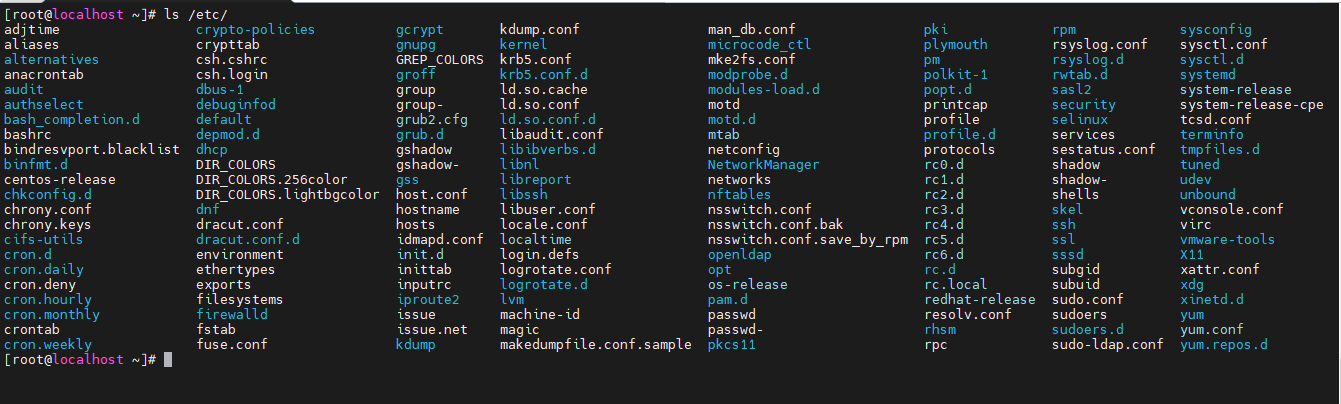 [root@localhost ~]# ls /etc/
adjtime crypto-policies gcrypt kdump.conf man_db.conf pki rpm sysconfig
aliases crypttab gnupg kernel microcode_ctl plymouth rsyslog.conf sysctl.conf
alternatives csh.cshrc GREP_COLORS krb5.conf mke2fs.conf pm rsyslog.d sysctl.d
anacrontab csh.login groff krb5.conf.d modprobe.d polkit-1 rwtab.d systemd
audit dbus-1 group ld.so.cache modules-load.d popt.d sasl2 system-release
authselect debuginfod group- ld.so.conf motd printcap security system-release-cpe
bash_completion.d default grub2.cfg ld.so.conf.d motd.d profile selinux tcsd.conf
bashrc depmod.d grub.d libaudit.conf mtab profile.d services terminfo
bindresvport.blacklist dhcp gshadow libibverbs.d netconfig protocols sestatus.conf tmpfiles.d
binfmt.d DIR_COLORS gshadow- libnl NetworkManager rc0.d shadow tuned
centos-release DIR_COLORS.256color gss libreport networks rc1.d shadow- udev
chkconfig.d DIR_COLORS.lightbgcolor host.conf libssh nftables rc2.d shells unbound
chrony.conf dnf hostname libuser.conf nsswitch.conf rc3.d skel vconsole.conf
chrony.keys dracut.conf hosts locale.conf nsswitch.conf.bak rc4.d ssh virc
cifs-utils dracut.conf.d idmapd.conf localtime nsswitch.conf.save_by_rpm rc5.d ssl vmware-tools
cron.d environment init.d login.defs openldap rc6.d sssd X11
cron.daily ethertypes inittab logrotate.conf opt rc.d subgid xattr.conf
cron.deny exports inputrc logrotate.d os-release rc.local subuid xdg
cron.hourly filesystems iproute2 lvm pam.d redhat-release sudo.conf xinetd.d
cron.monthly firewalld issue machine-id passwd resolv.conf sudoers yum
crontab fstab issue.net magic passwd- rhsm sudoers.d yum.conf
cron.weekly fuse.conf kdump makedumpfile.conf.sample pkcs11 rpc sudo-ldap.conf yum.repos.d
[root@localhost ~]#